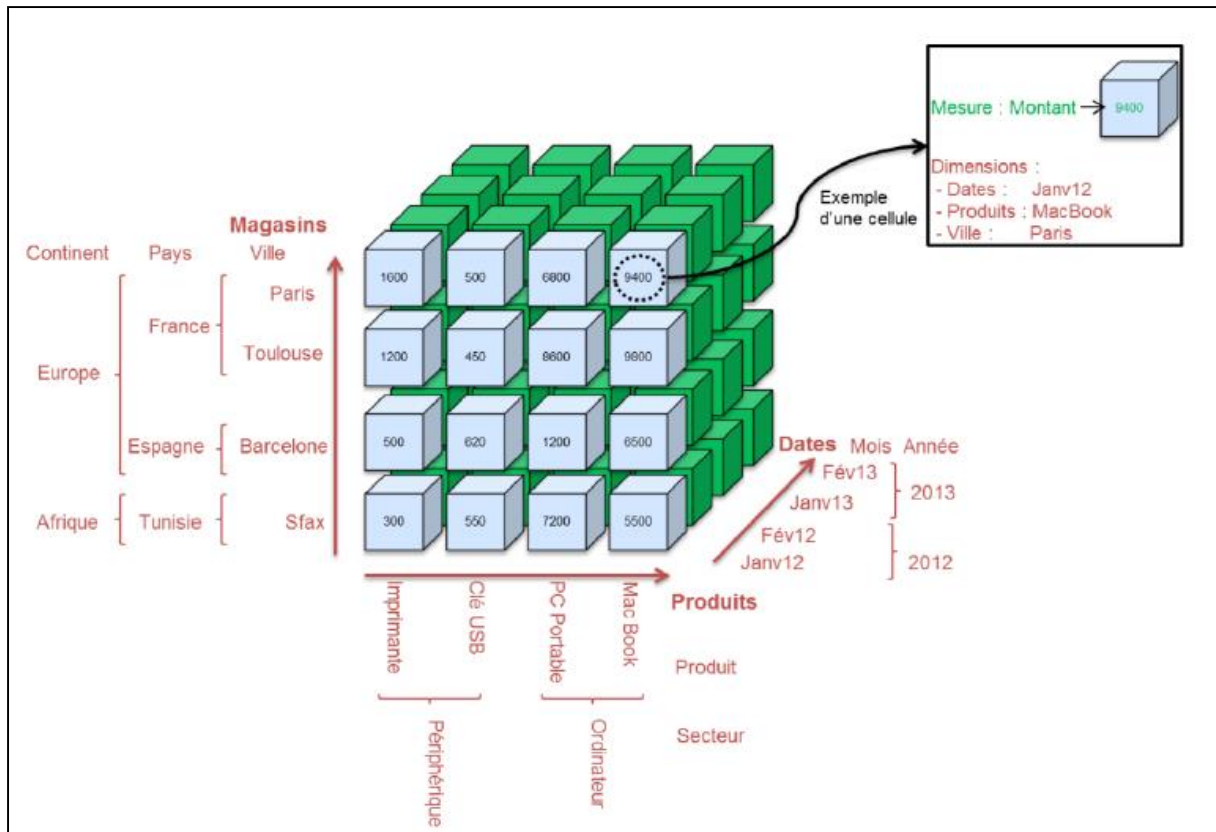 Mesure : Montant
9400
Dimensions :
- Dates : Janv12
- Produits : MacBook
- Ville : Paris
Exemple
d'une cellule
Magasins
Continent Pays Ville
Paris
France
Toulouse
Europe
Espagne Barcelone
Afrique Tunisie Sfax
1600 500 6800 9400
1200 450 8600 9800
500 620 1200 6500
300 550 7200 5500
Dates Mois Année
Fév13
Janv13
2013
Fév12
Janv12
2012
Imprimante
Clé USB
PC Portable
Mac Book
Produits
Produit
Périphérique
Ordinateur
Secteur